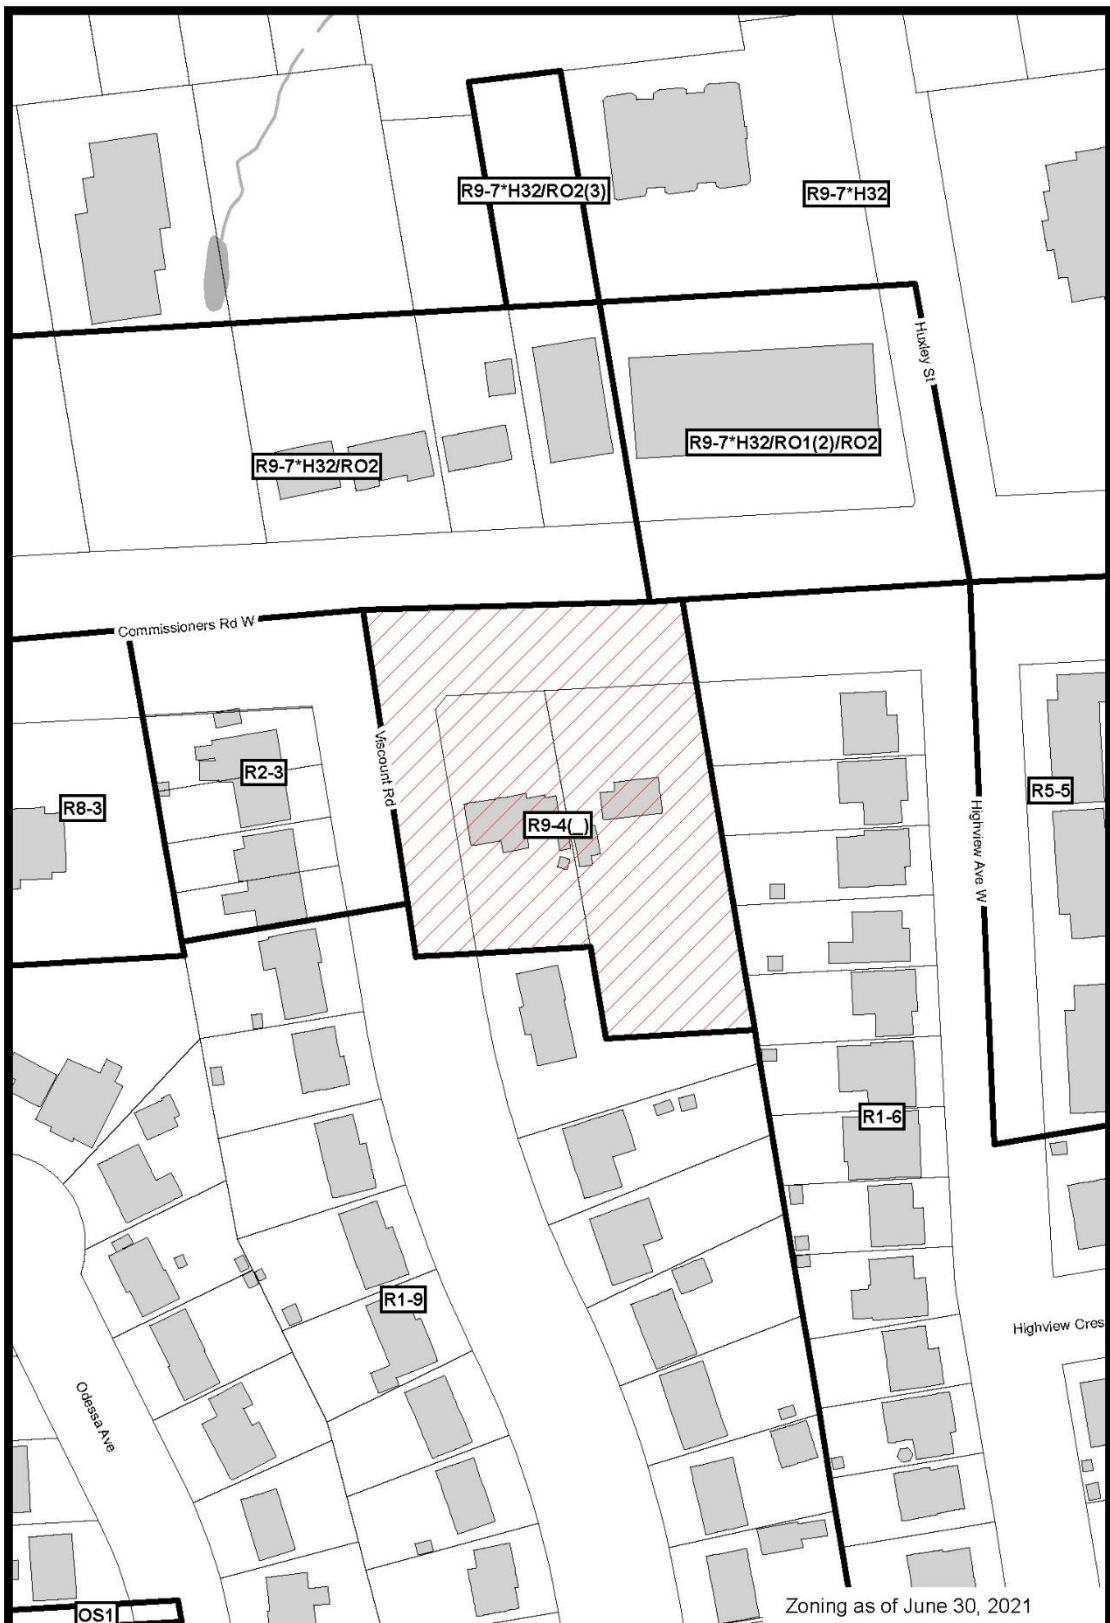 R9-7*H32/RO2(3)
R9-7*H32
Huxley St
R9-7*H32/RO1(2)/RO2
R9-7*H32/RO2
Commissioners Rd W
Viscount Rd
R2-3
R8-3
R9-4(_)
R5-5
Highview Ave W
R1-6
R1-9
Highview Cres
Odessa Ave
OS1
Zoning as of June 30, 2021